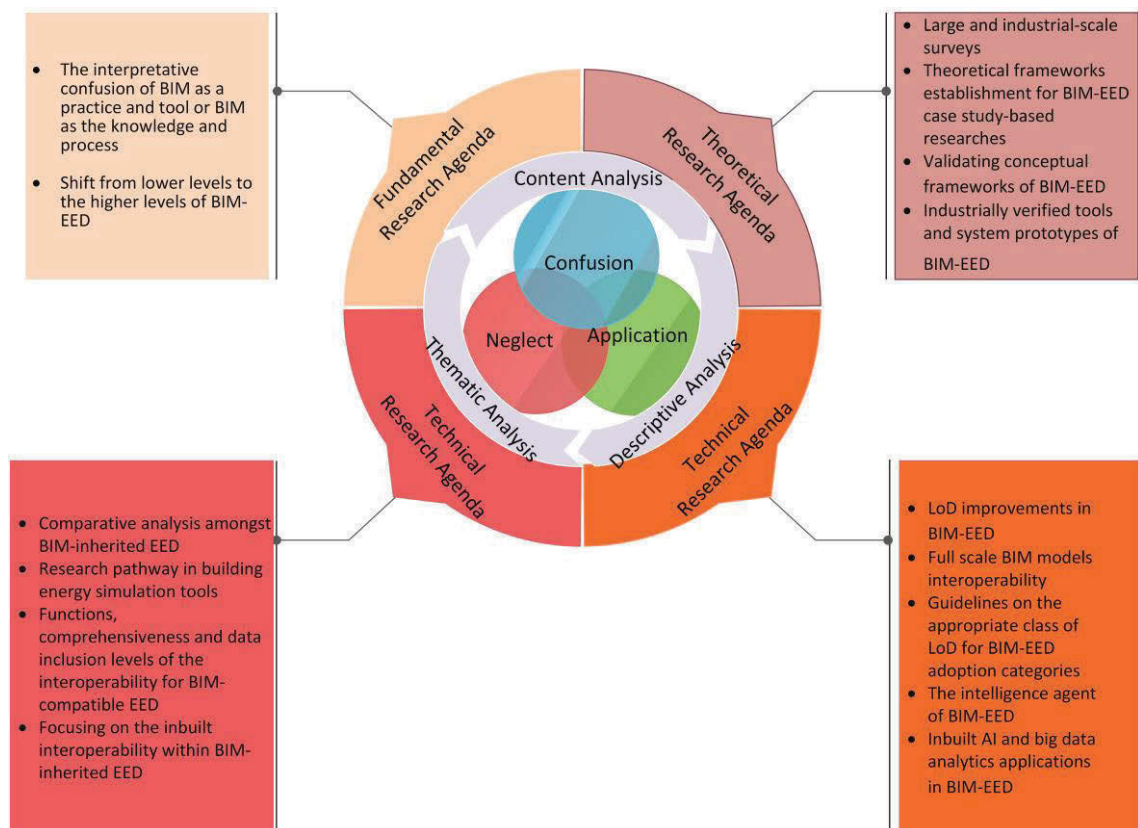 • The interpretative
confusion of BIM as a
practice and tool or BIM
as the knowledge and
process
• Shift from lower levels to
the higher levels of BIM-
EED
• Large and industrial-scale
surveys
• Theoretical frameworks
establishment for BIM-EED
case study-based
researches
• Validating conceptual
frameworks of BIM-EED
• Industrially verified tools
and system prototypes of
BIM-EED
Fundamental
Research Agenda
Theoretical
Research Agenda
Content Analysis
Confusion
Neglect
Application
Thematic Analysis
Descriptive Analysis
Technical
Research Agenda
Technical
Research Agenda
• Comparative analysis amongst
BIM-inherited EED
• Research pathway in building
energy simulation tools
• Functions,
comprehensiveness and data
inclusion levels of the
interoperability for BIM-
compatible EED
• Focusing on the inbuilt
interoperability within BIM-
inherited EED
• LoD improvements in
BIM-EED
• Full scale BIM models
interoperability
• Guidelines on the
appropriate class of
LoD for BIM-EED
adoption categories
• The intelligence agent
of BIM-EED
• Inbuilt AI and big data
analytics applications
in BIM-EED